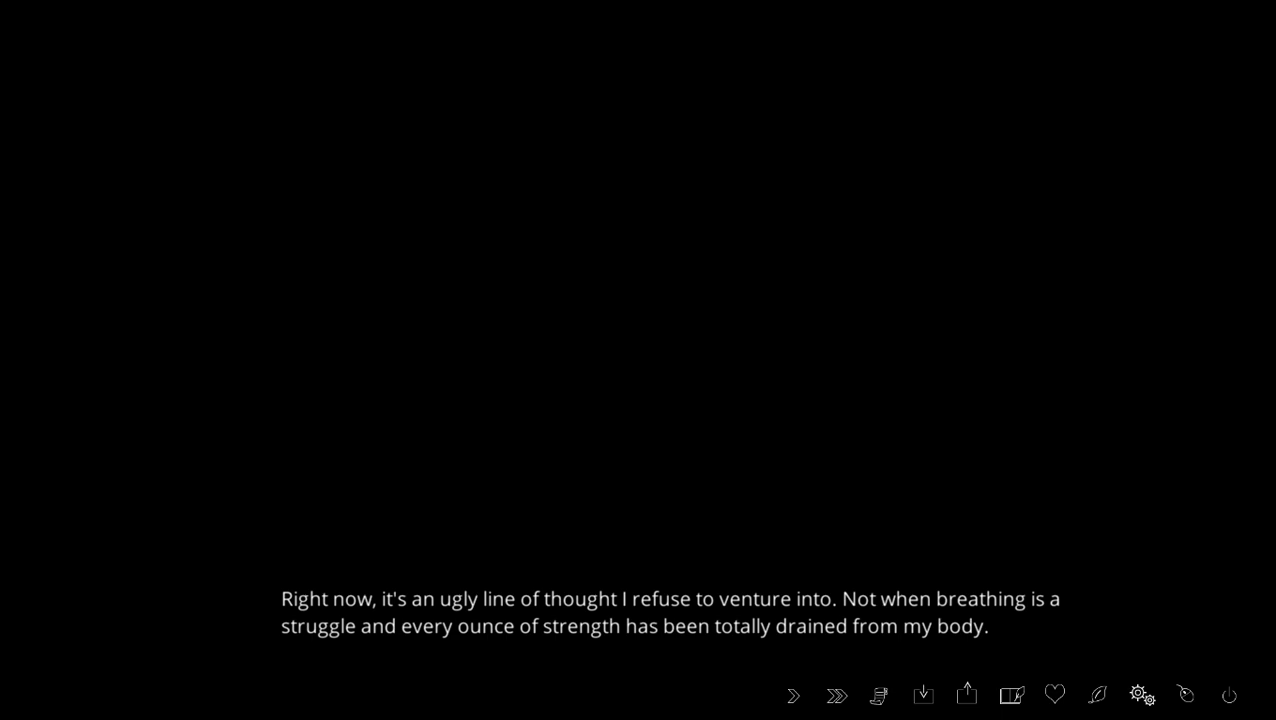 Right now, it's an ugly line of thought I refuse to venture into. Not when breathing is a
struggle and every ounce of strength has been totally drained from my body.